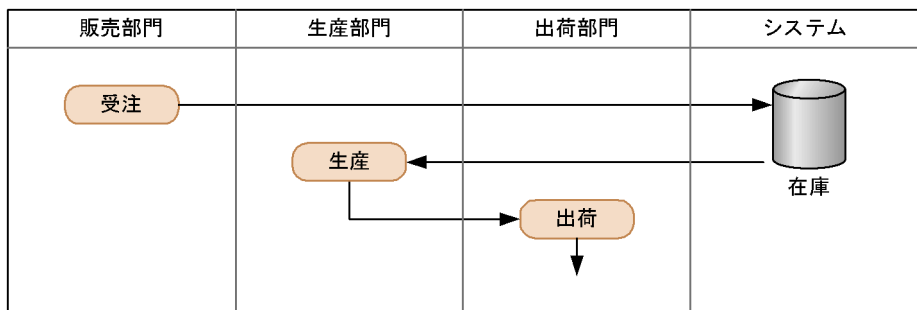 販売部門
生産部門
出荷部門
システム
受注
生産
在庫
出荷